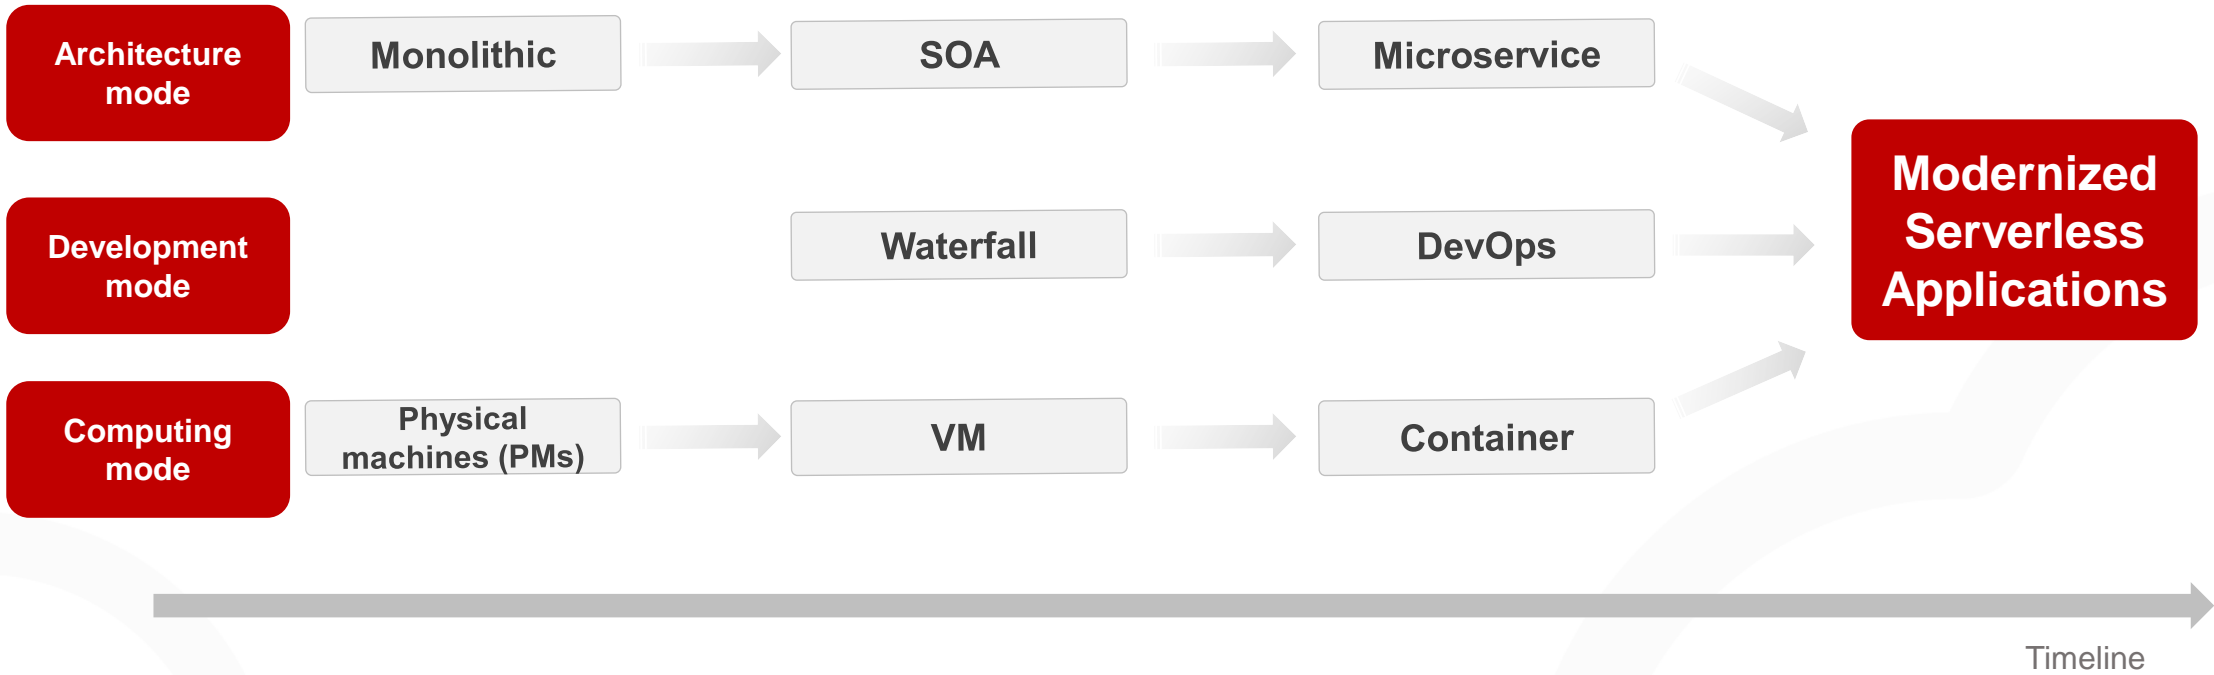 Architecture
mode
Monolithic
SOA
Microservice
Development
mode
Waterfall
DevOps
Modernized
Serverless
Applications
Computing
mode
Physical
machines (PMs)
VM
Container
Timeline